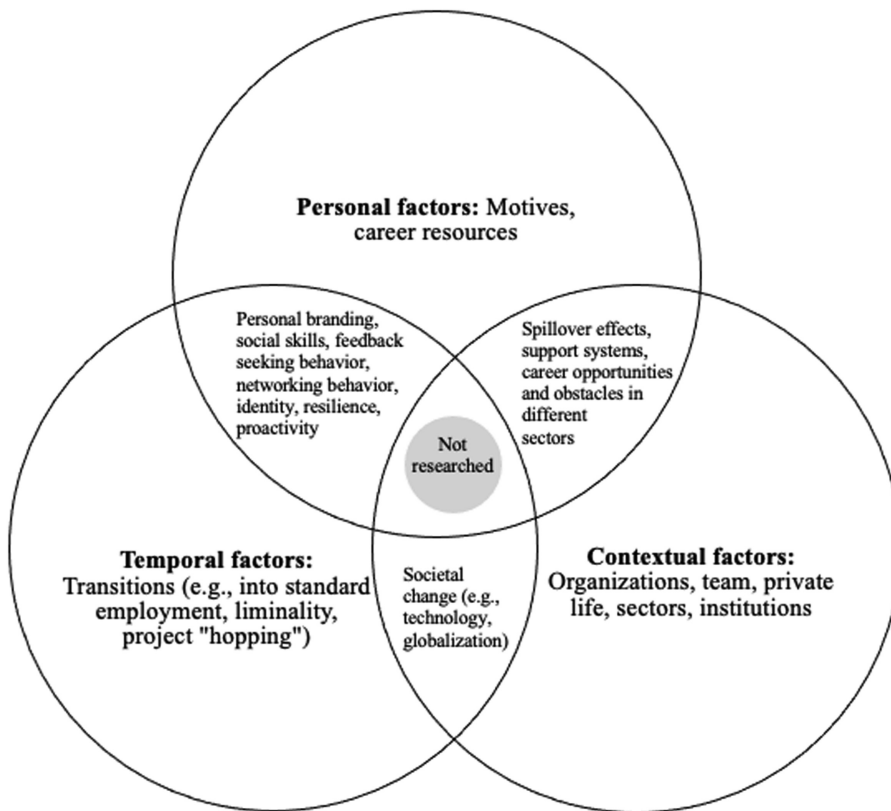 Personal factors: Motives,
career resources
Personal branding,
social skills, feedback
seeking behavior,
networking behavior,
identity, resilience,
proactivity
Spillover effects,
support systems,
career opportunities
and obstacles in
different
sectors
Not
researched
Temporal factors:
Transitions (e.g., into standard
employment, liminality,
project "hopping")
Societal
change (e.g.,
technology,
globalization)
Contextual factors:
Organizations, team, private
life, sectors, institutions